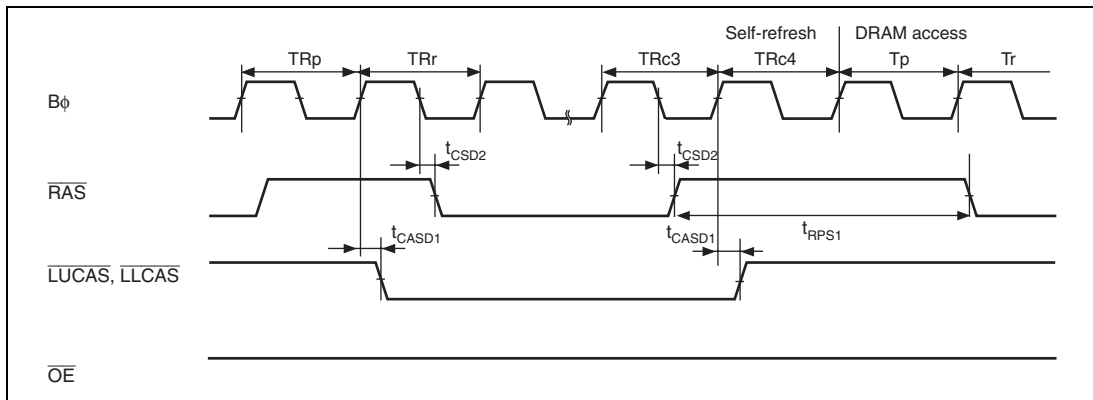 Self-refresh DRAM access
TRp TRr TRc3 TRc4 Tp Tr
Bϕ
tCSD2 tCSD2
RAS
tCASD1 tCASD1 tRPS1
LUCAS, LLCAS
OE